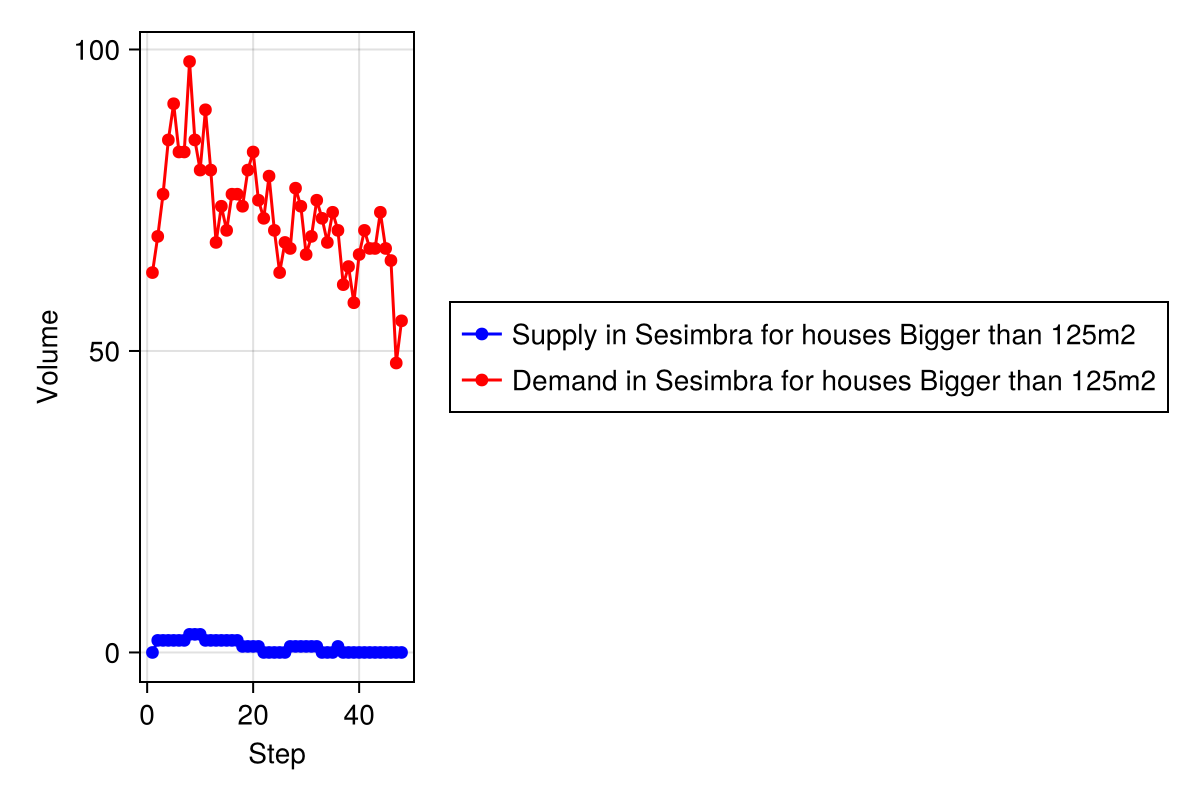 100
50
0
Volume
0 20 40
Step
Supply in Sesimbra for houses Bigger than 125m2
Demand in Sesimbra for houses Bigger than 125m2